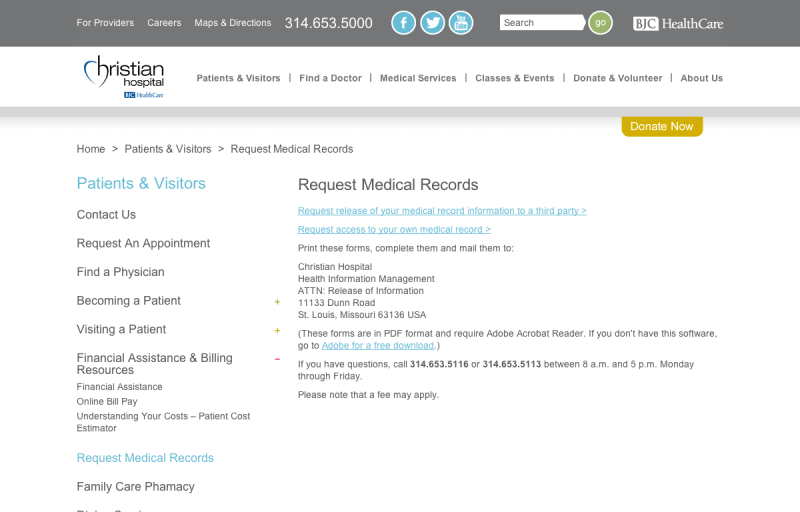 For Providers Careers Maps & Directions 314.653.5000 f You Tube Search go BJC HealthCare
Christian
hospital
BJC HealthCare
Patients & Visitors | Find a Doctor | Medical Services | Classes & Events | Donate & Volunteer | About Us
Donate Now
Home > Patients & Visitors > Request Medical Records
Patients & Visitors
Contact Us
Request An Appointment
Find a Physician
Becoming a Patient +
Visiting a Patient +
Financial Assistance & Billing –
Resources
Financial Assistance
Online Bill Pay
Understanding Your Costs – Patient Cost
Estimator
Request Medical Records
Family Care Phamacy
Request Medical Records
Request release of your medical record information to a third party >
Request access to your own medical record >
Print these forms, complete them and mail them to:
Christian Hospital
Health Information Management
ATTN: Release of Information
11133 Dunn Road
St. Louis, Missouri 63136 USA
(These forms are in PDF format and require Adobe Acrobat Reader. If you don't have this software,
go to Adobe for a free download.)
If you have questions, call 314.653.5116 or 314.653.5113 between 8 a.m. and 5 p.m. Monday
through Friday.
Please note that a fee may apply.